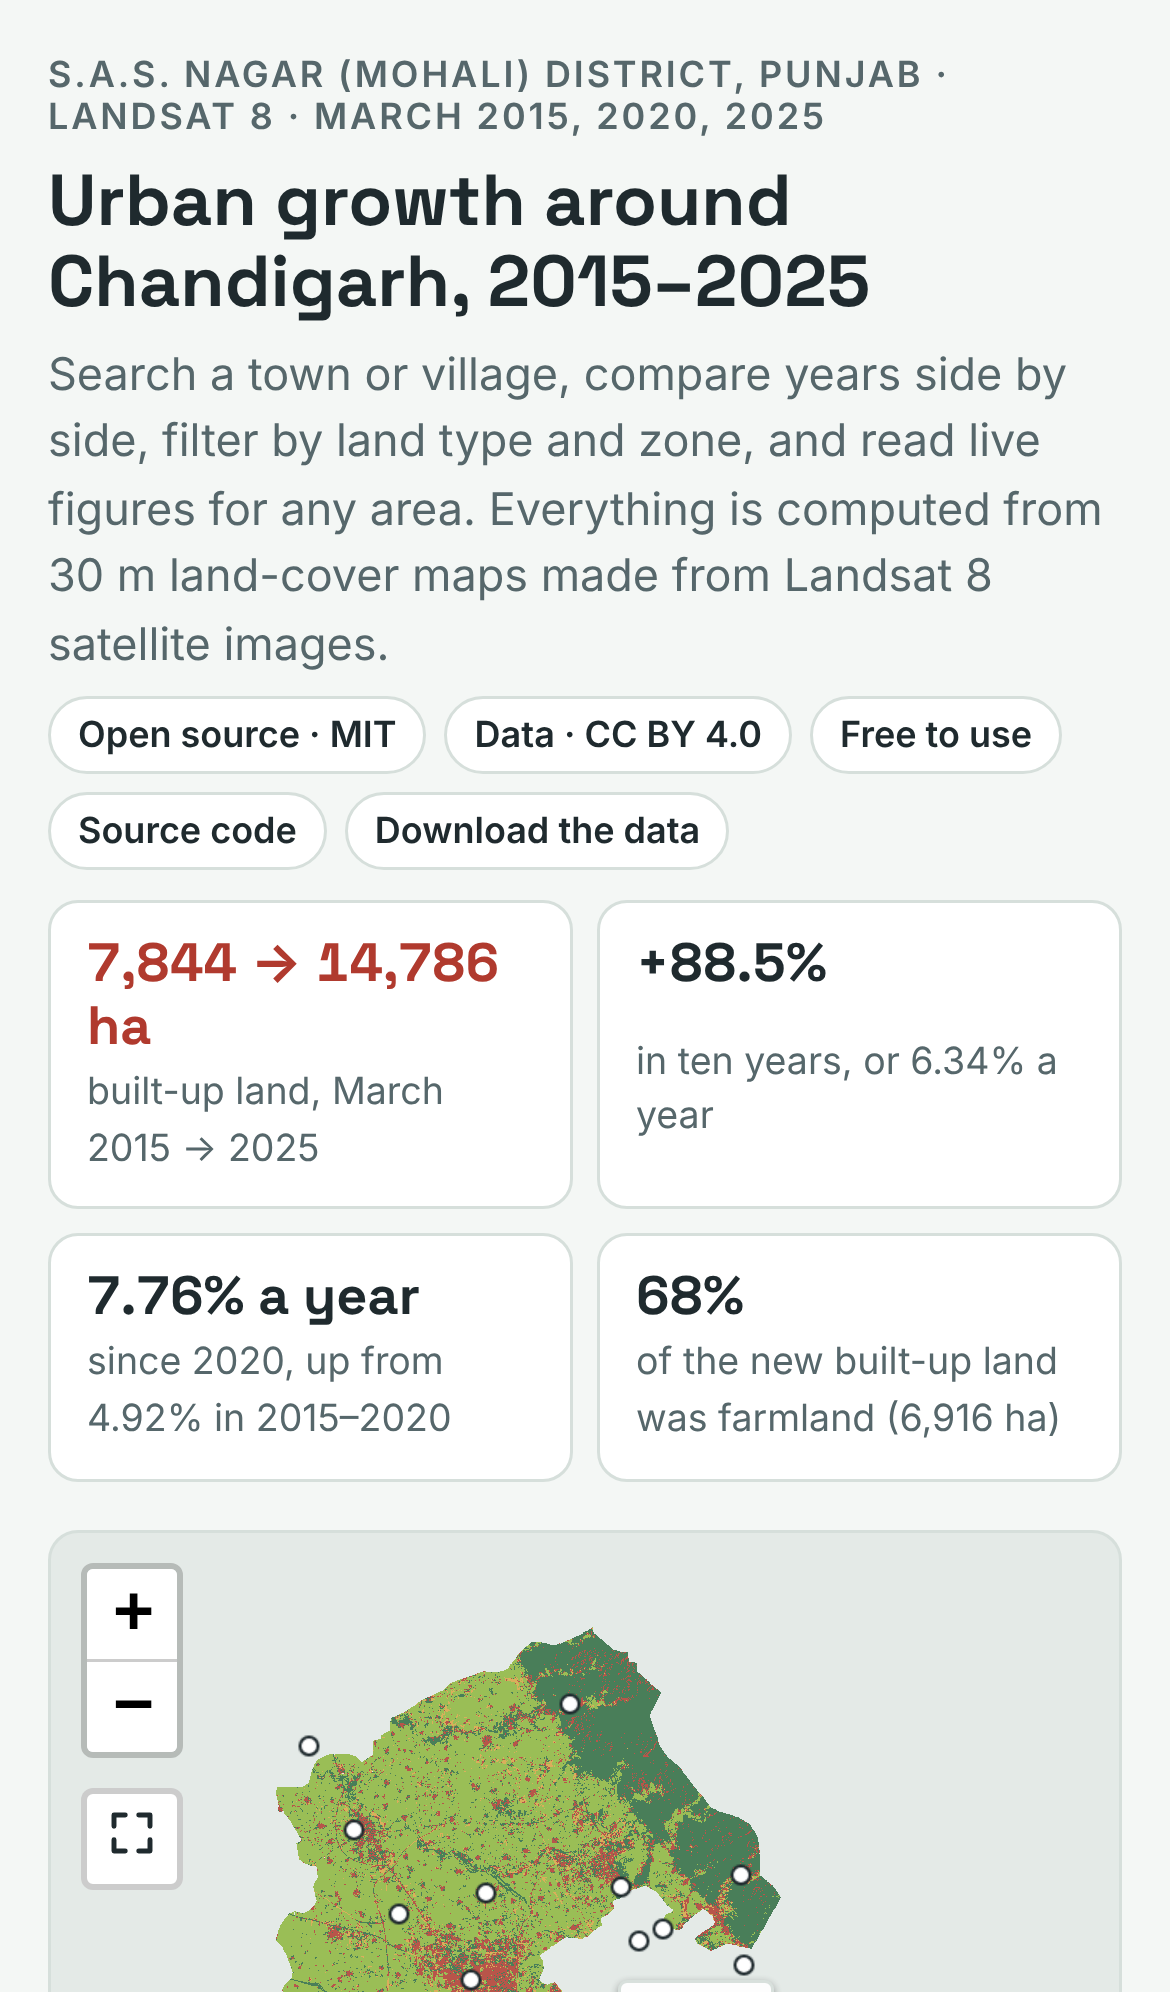 S.A.S. NAGAR (MOHALI) DISTRICT, PUNJAB ·
LANDSAT 8 · MARCH 2015, 2020, 2025
Urban growth around
Chandigarh, 2015–2025
Search a town or village, compare years side by
side, filter by land type and zone, and read live
figures for any area. Everything is computed from
30 m land-cover maps made from Landsat 8
satellite images.
Open source · MIT
Data · CC BY 4.0
Free to use
Source code
Download the data
7,844 → 14,786
ha
built-up land, March
2015 → 2025
+88.5%
in ten years, or 6.34% a
year
7.76% a year
since 2020, up from
4.92% in 2015–2020
68%
of the new built-up land
was farmland (6,916 ha)
+
−